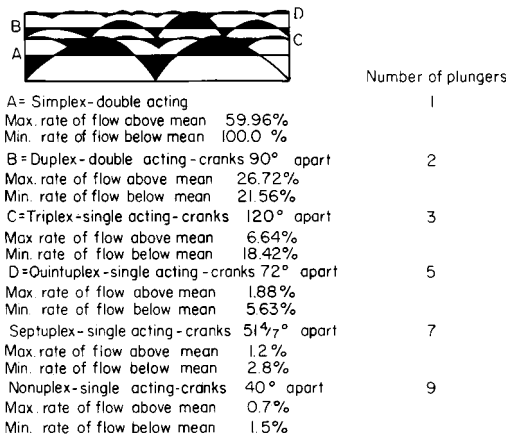 D
B
C
A
Number of plungers
A= Simplex-double acting 1
Max. rate of flow above mean 59.96%
Min. rate of flow below mean 100.0 %
B = Duplex-double acting-cranks 90° apart 2
Max. rate of flow above mean 26.72%
Min. rate of flow below mean 21.56%
C=Triplex-single acting-cranks 120° apart 3
Max rate of flow above mean 6.64%
Min. rate of flow below mean 18.42%
D=Quintuplex-single acting-cranks 72° apart 5
Max. rate of flow above mean 1.88%
Min. rate of flow below mean 5.63%
Septuplex-single acting-cranks 51 4/7° apart 7
Max. rate of flow above mean 1.2%
Min. rate of flow below mean 2.8%
Nonuplex-single acting-cranks 40° apart 9
Max. rate of flow above mean 0.7%
Min. rate of flow below mean 1.5%